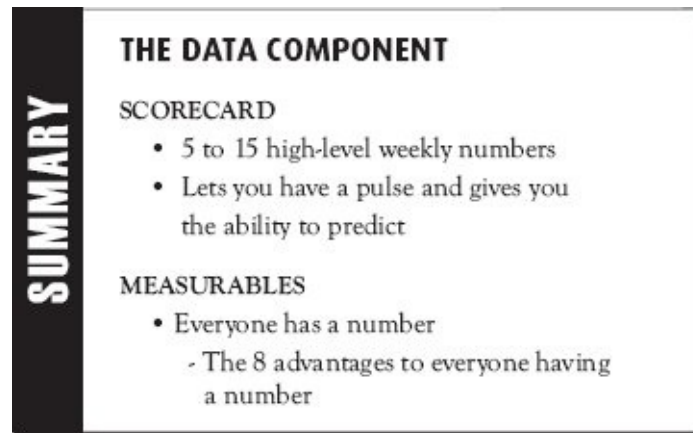 SUMMARY
THE DATA COMPONENT
SCORECARD
• 5 to 15 high-level weekly numbers
• Lets you have a pulse and gives you
the ability to predict
MEASURABLES
• Everyone has a number
- The 8 advantages to everyone having
a number